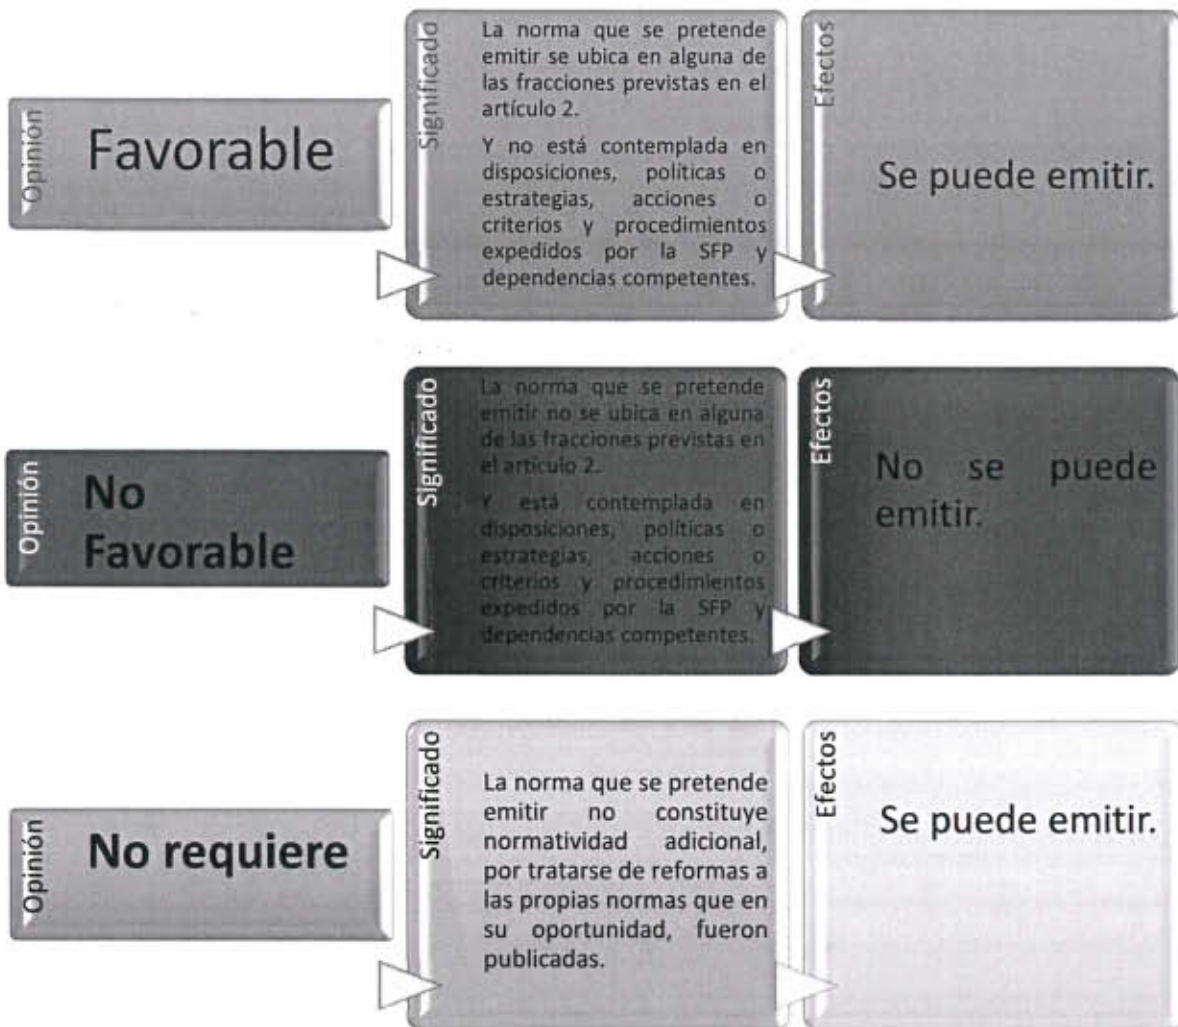 Opinión
Favorable
Significado
La norma que se pretende
emitir se ubica en alguna de
las fracciones previstas en el
artículo 2.
Y no está contemplada en
disposiciones, políticas o
estrategias, acciones o
criterios y procedimientos
expedidos por la SFP y
dependencias competentes.
Efectos
Se puede emitir.
Opinión
No
Favorable
Significado
La norma que se pretende
emitir no se ubica en alguna
de las fracciones previstas en
el artículo 2.
Y está contemplada en
disposiciones, políticas o
estrategias, acciones o
criterios y procedimientos
expedidos por la SFP y
dependencias competentes.
Efectos
No se puede
emitir.
Opinión
No requiere
Significado
La norma que se pretende
emitir no constituye
normatividad adicional,
por tratarse de reformas a
las propias normas que en
su oportunidad, fueron
publicadas.
Efectos
Se puede emitir.